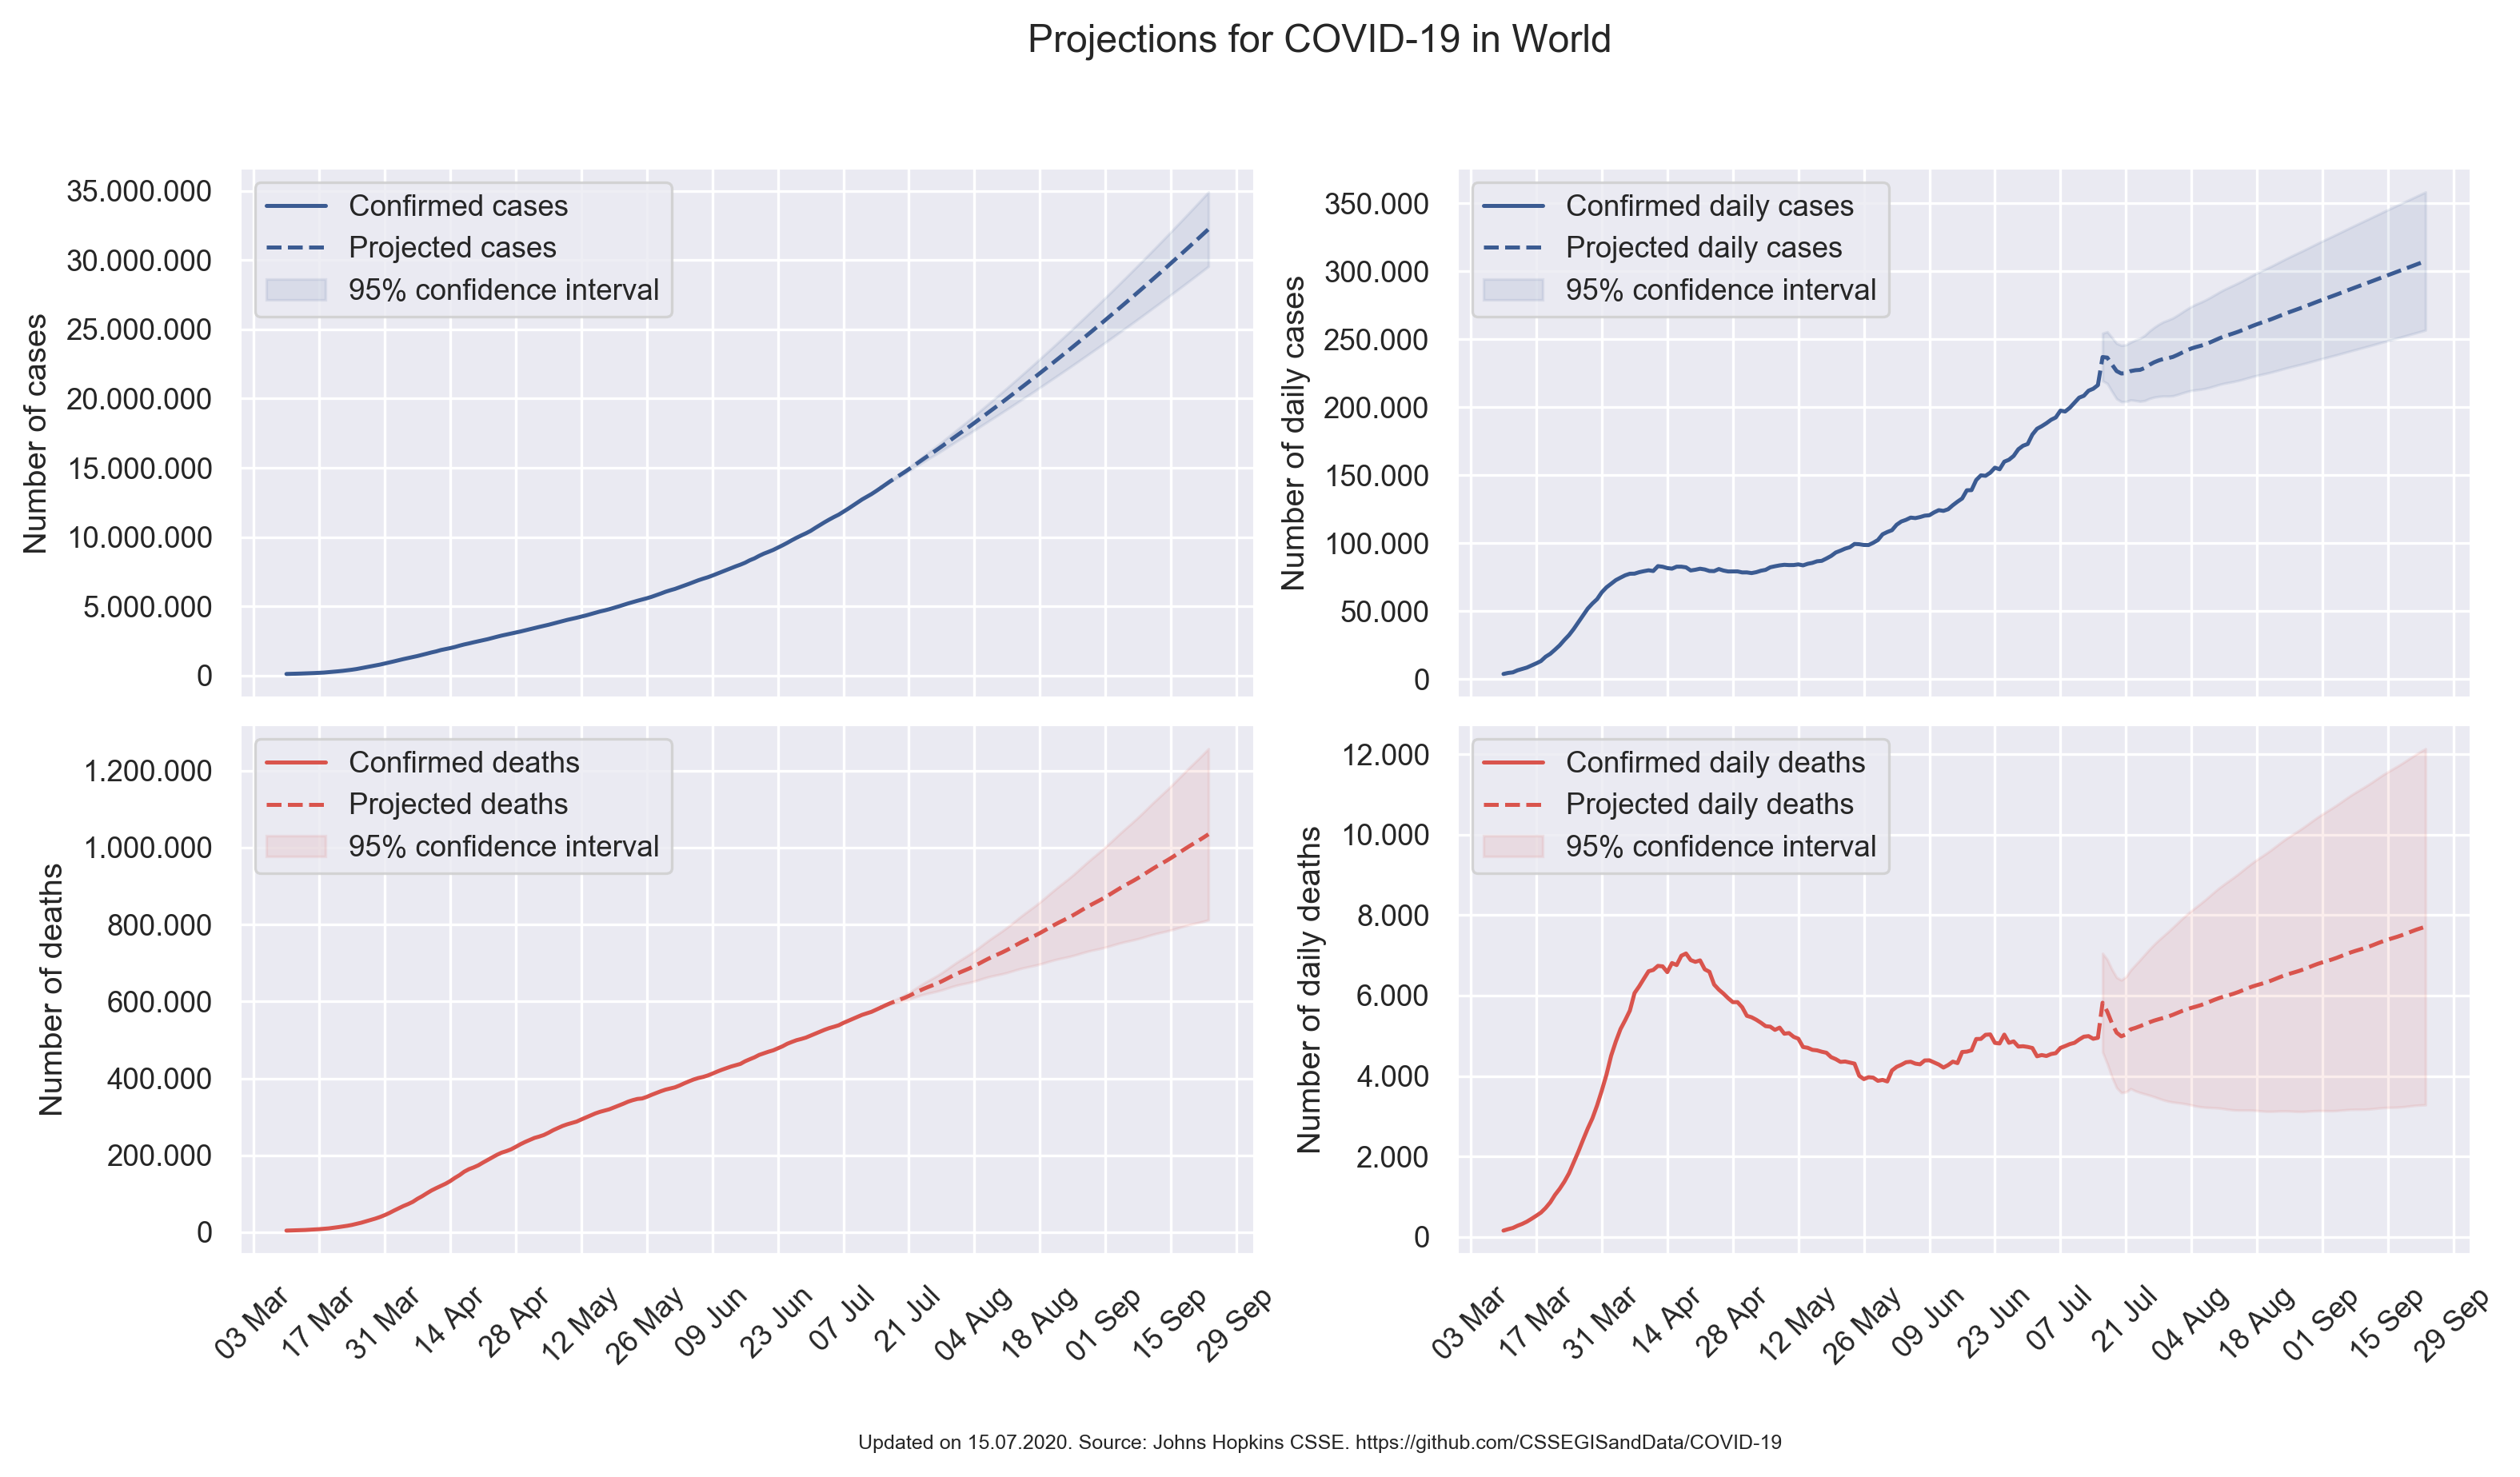 Projections for COVID-19 in World
35.000.000
30.000.000
25.000.000
20.000.000
15.000.000
10.000.000
5.000.000
0
Number of cases
Confirmed cases
Projected cases
95% confidence interval
350.000
300.000
250.000
200.000
150.000
100.000
50.000
0
Number of daily cases
Confirmed daily cases
Projected daily cases
95% confidence interval
1.200.000
1.000.000
800.000
600.000
400.000
200.000
0
Number of deaths
Confirmed deaths
Projected deaths
95% confidence interval
03 Mar
17 Mar
31 Mar
14 Apr
28 Apr
12 May
26 May
09 Jun
23 Jun
07 Jul
21 Jul
04 Aug
18 Aug
01 Sep
15 Sep
29 Sep
12.000
10.000
8.000
6.000
4.000
2.000
0
Number of daily deaths
Confirmed daily deaths
Projected daily deaths
95% confidence interval
03 Mar
17 Mar
31 Mar
14 Apr
28 Apr
12 May
26 May
09 Jun
23 Jun
07 Jul
21 Jul
04 Aug
18 Aug
01 Sep
15 Sep
29 Sep
Updated on 15.07.2020. Source: Johns Hopkins CSSE. https://github.com/CSSEGISandData/COVID-19